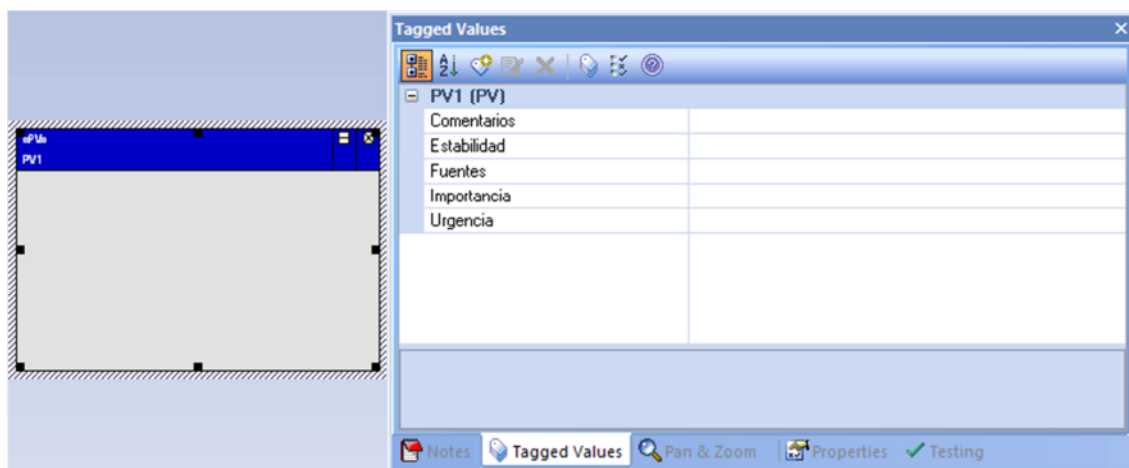 Tagged Values
«PV»
PV1
PV1 (PV)
Comentarios
Estabilidad
Fuentes
Importancia
Urgencia
Notes
Tagged Values
Pan & Zoom
Properties
Testing